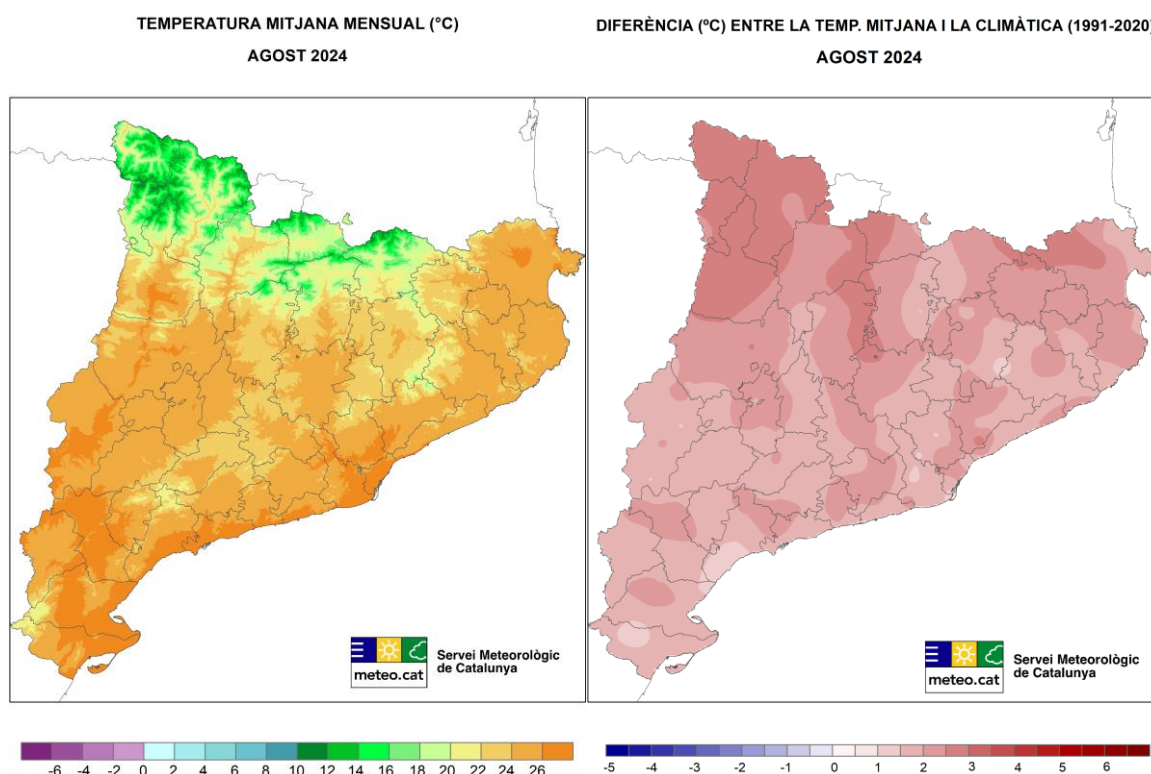 TEMPERATURA MITJANA MENSUAL (°C)
AGOST 2024
DIFERÈNCIA (ºC) ENTRE LA TEMP. MITJANA I LA CLIMÀTICA (1991-2020)
AGOST 2024
meteo.cat
Servei Meteorològic
de Catalunya
meteo.cat
Servei Meteorològic
de Catalunya
-6 -4 -2 0 2 4 6 8 10 12 14 16 18 20 22 24 26
-5 -4 -3 -2 -1 0 1 2 3 4 5 6